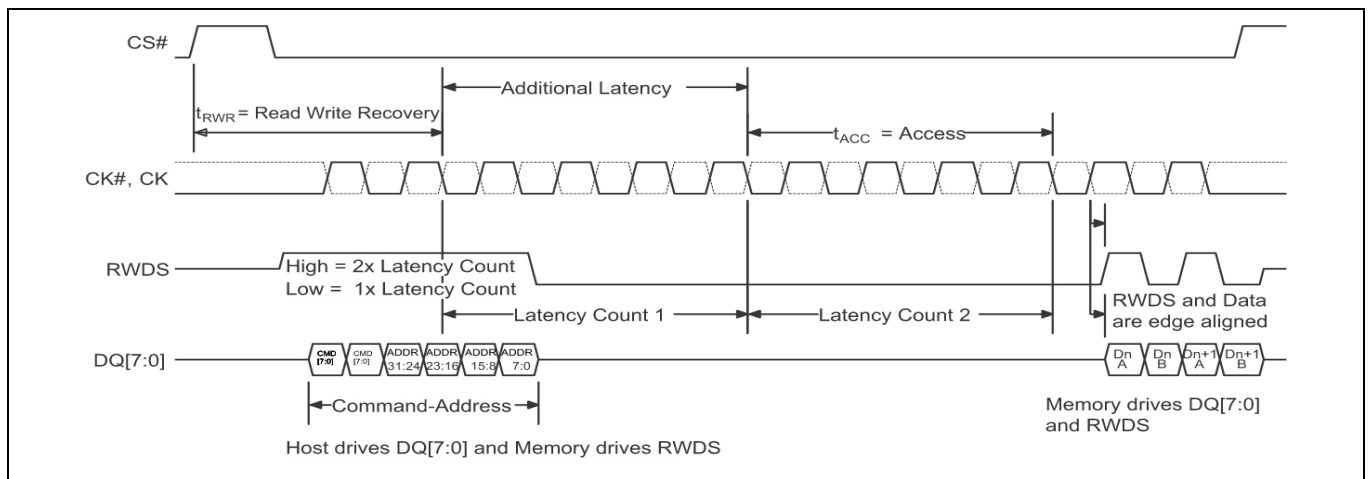 CS#
Additional Latency
tRWR = Read Write Recovery
tACC = Access
CK#, CK
RWDS
High = 2x Latency Count
Low = 1x Latency Count
Latency Count 1
Latency Count 2
RWDS and Data
are edge aligned
DQ[7:0]
CMD
[7:0]
CMD
[7:0]
ADDR
31:24
ADDR
23:16
ADDR
15:8
ADDR
7:0
Dn
A
Dn
B
Dn+1
A
Dn+1
B
Command-Address
Memory drives DQ[7:0]
and RWDS
Host drives DQ[7:0] and Memory drives RWDS